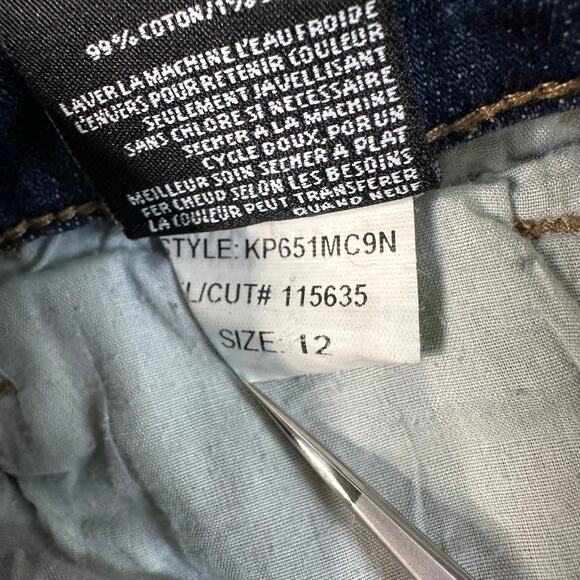 99% COTON/1%
LAVER LA MACHINE L'EAU FROIDE
L'ENVERS POUR RETENIR COULEUR
SEULEMENT JAVELLISANT
SANS CHLORE SI NECESSAIRE
SECHER A LA MACHINE
CYCLE DOUX, POR UN
MEILLEUR SOIN SECHER A PLAT
FER CHEUD SELON LES BESOINS
LA COULEUR PEUT TRANSFERER
QUAND NEUF
STYLE: KP651MC9N
L/CUT# 115635
SIZE: 12